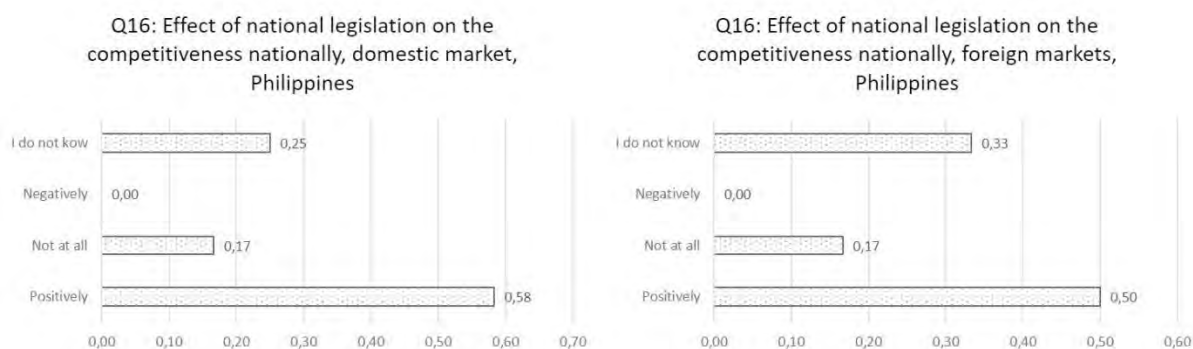 Q16: Effect of national legislation on the
competitiveness nationally, domestic market,
Philippines
I do not kow
0,25
Negatively
0,00
Not at all
0,17
Positively
0,58
0,00 0,10 0,20 0,30 0,40 0,50 0,60 0,70
Q16: Effect of national legislation on the
competitiveness nationally, foreign markets,
Philippines
I do not know
0,33
Negatively
0,00
Not at all
0,17
Positively
0,50
0,00 0,10 0,20 0,30 0,40 0,50 0,60